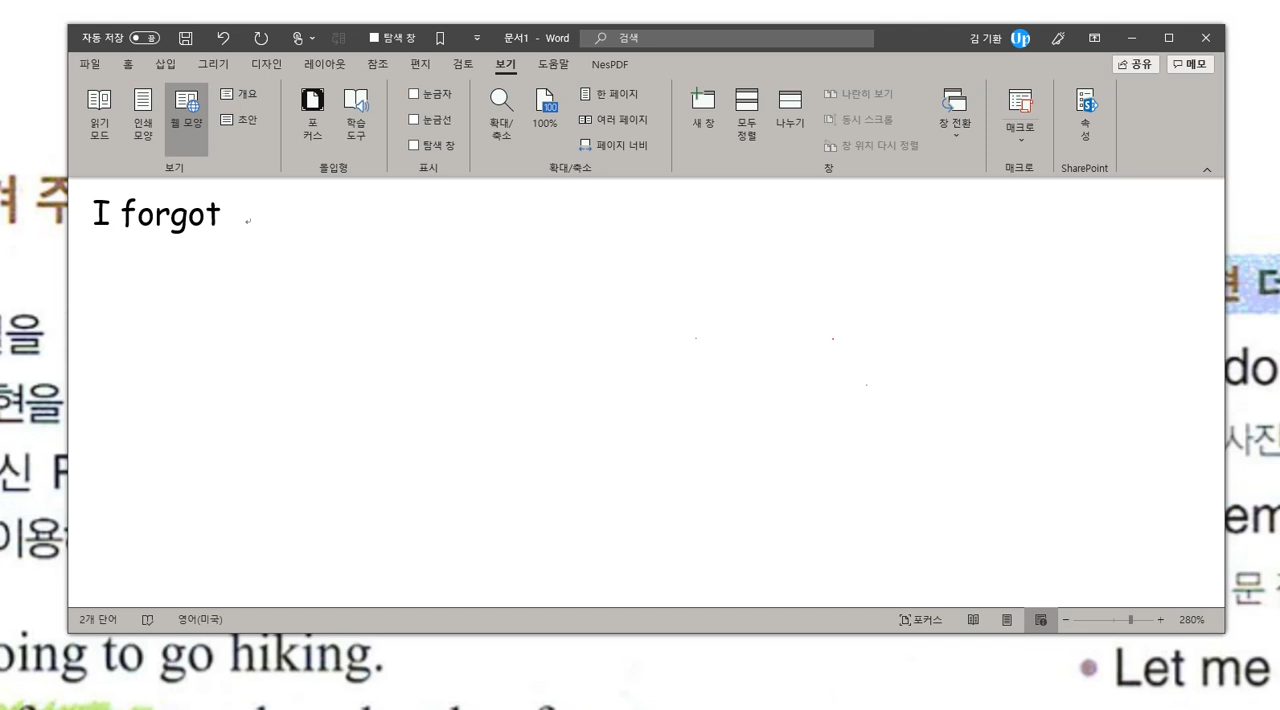 자동 저장 끔 탐색 창 문서1 - Word 검색 김 기환 Up
파일 홈 삽입 그리기 디자인 레이아웃 참조 편지 검토 보기 도움말 NesPDF 공유 메모
읽기 모드
인쇄 모양
웹 모양
개요
초안
보기
포커스
학습 도구
몰입형
눈금자
눈금선
탐색 창
표시
확대/축소
100%
한 페이지
여러 페이지
페이지 너비
확대/축소
새 창
모두 정렬
나누기
나란히 보기
동시 스크롤
창 위치 다시 정렬
창 전환
창
매크로
매크로
속성
SharePoint
I forgot
2개 단어 영어(미국) 포커스 280%
을
현을
신
이용
going to go hiking.
do
사진
문
Let me